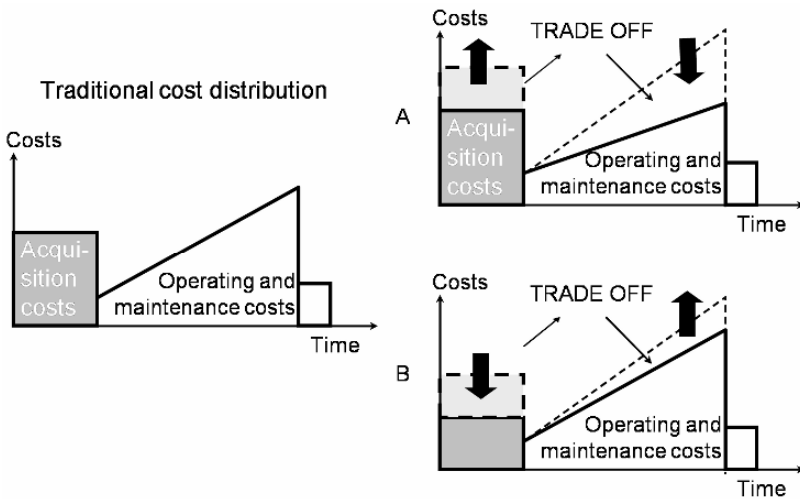 Traditional cost distribution
Costs
Acqui-
sition
costs
Operating and
maintenance costs
Time
A
Costs
TRADE OFF
Acqui-
sition
costs
Operating and
maintenance costs
Time
B
Costs
TRADE OFF
Operating and
maintenance costs
Time